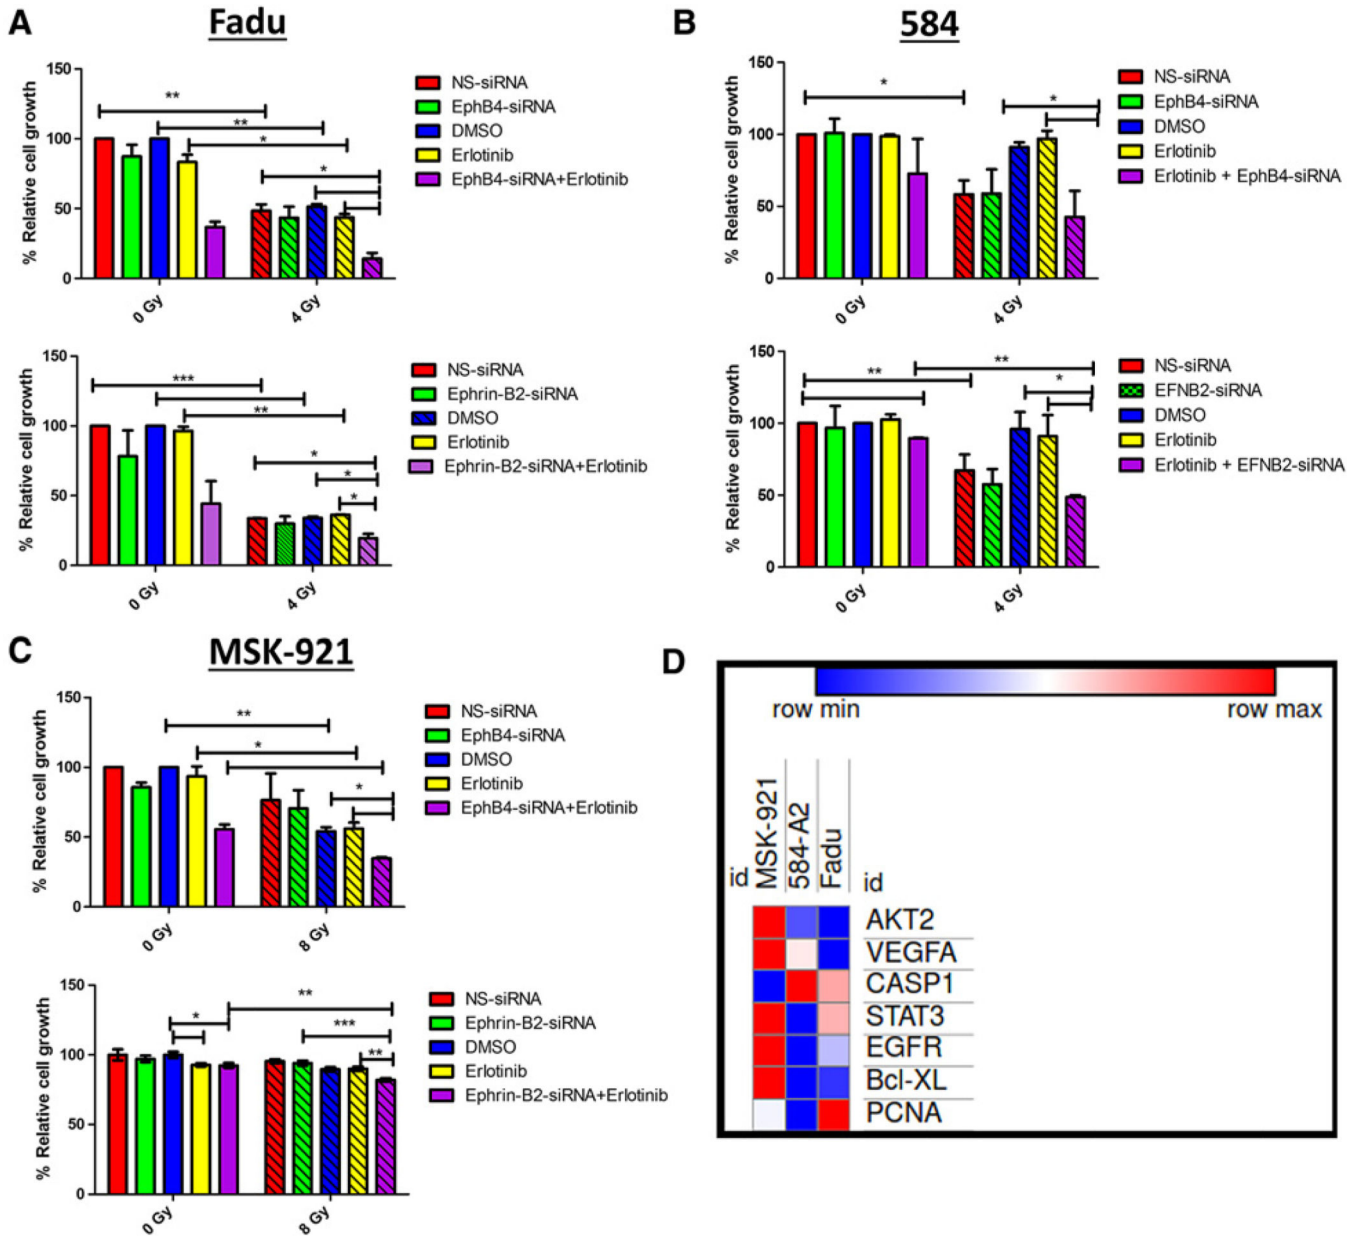 A
Fadu
% Relative cell growth
150
100
50
0
**
**
*
*
0 Gy
4 Gy
NS-siRNA
EphB4-siRNA
DMSO
Erlotinib
EphB4-siRNA+Erlotinib
% Relative cell growth
150
100
50
0
***
**
*
*
*
0 Gy
4 Gy
NS-siRNA
Ephrin-B2-siRNA
DMSO
Erlotinib
Ephrin-B2-siRNA+Erlotinib
B
584
% Relative cell growth
150
100
50
0
*
*
0 Gy
4 Gy
NS-siRNA
EphB4-siRNA
DMSO
Erlotinib
Erlotinib + EphB4-siRNA
% Relative cell growth
150
100
50
0
**
**
*
0 Gy
4 Gy
NS-siRNA
EFNB2-siRNA
DMSO
Erlotinib
Erlotinib + EFNB2-siRNA
C
MSK-921
% Relative cell growth
150
100
50
0
**
*
*
0 Gy
8 Gy
NS-siRNA
EphB4-siRNA
DMSO
Erlotinib
EphB4-siRNA+Erlotinib
% Relative cell growth
150
100
50
0
*
**
***
**
0 Gy
8 Gy
NS-siRNA
Ephrin-B2-siRNA
DMSO
Erlotinib
Ephrin-B2-siRNA+Erlotinib
D
row min
row max
id
MSK-921
584-A2
Fadu
id
AKT2
VEGFA
CASP1
STAT3
EGFR
Bcl-XL
PCNA